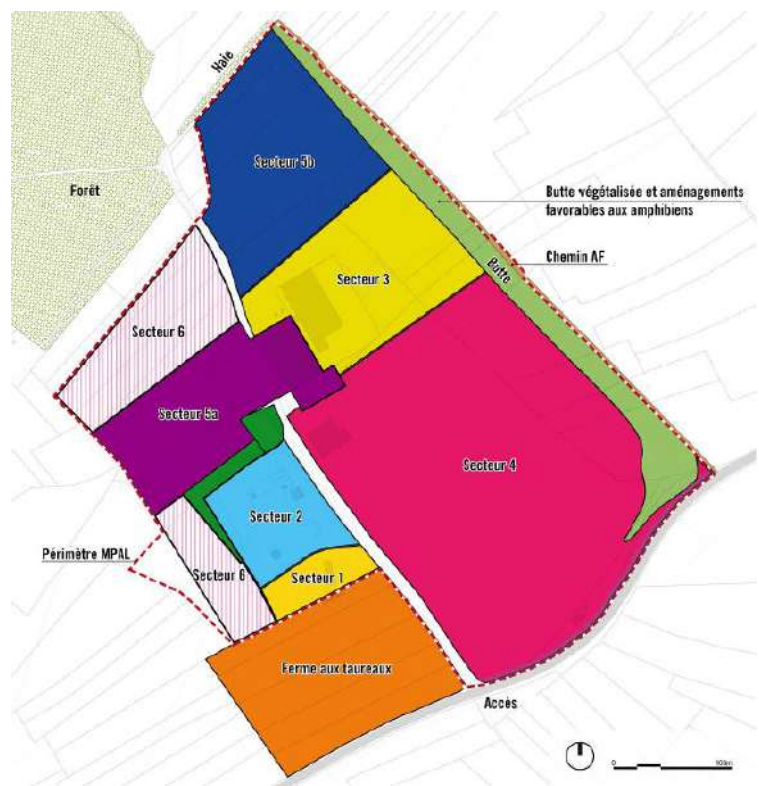 Haie
Secteur 5b
Forêt
Butte végétalisée et aménagements
favorables aux amphibiens
Chemin AF
Butte
Secteur 3
Secteur 6
Secteur 5a
Secteur 4
Secteur 2
Périmètre MPAL
Secteur 6
Secteur 1
Ferme aux taureaux
Accès
0